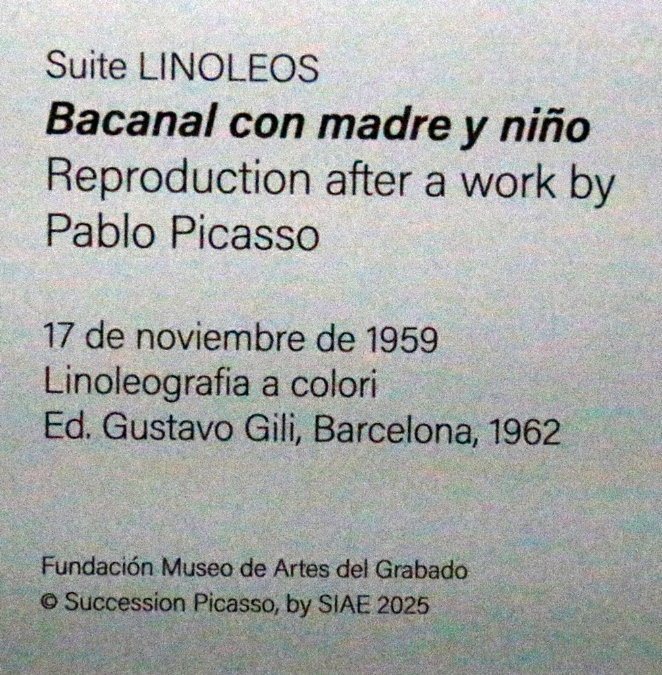 Suite LINOLEOS
Bacanal con madre y niño
Reproduction after a work by
Pablo Picasso
17 de noviembre de 1959
Linoleografia a colori
Ed. Gustavo Gili, Barcelona, 1962
Fundación Museo de Artes del Grabado
© Succession Picasso, by SIAE 2025